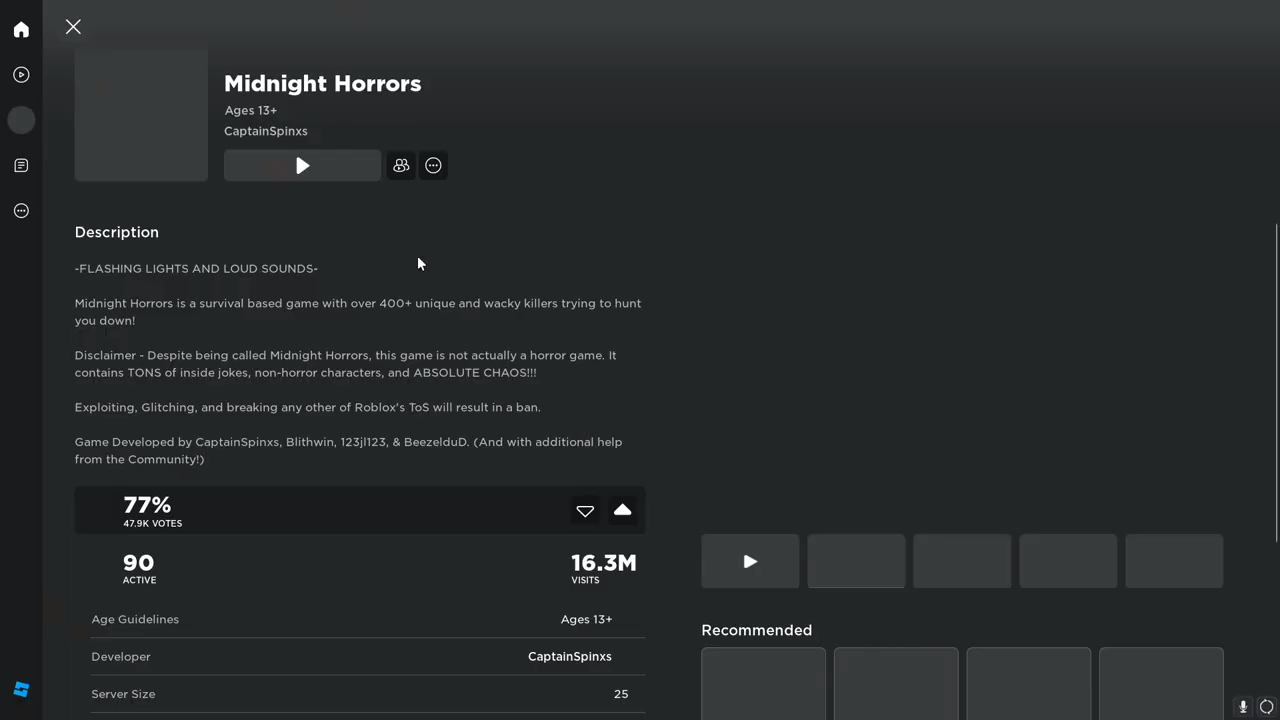 Midnight Horrors
Ages 13+
CaptainSpinxs
Description
-FLASHING LIGHTS AND LOUD SOUNDS-
Midnight Horrors is a survival based game with over 400+ unique and wacky killers trying to hunt
you down!
Disclaimer - Despite being called Midnight Horrors, this game is not actually a horror game. It
contains TONS of inside jokes, non-horror characters, and ABSOLUTE CHAOS!!!
Exploiting, Glitching, and breaking any other of Roblox's ToS will result in a ban.
Game Developed by CaptainSpinxs, Blithwin, 123jl123, & BeezelduD. (And with additional help
from the Community!)
77%
47.9K VOTES
90
ACTIVE
16.3M
VISITS
Age Guidelines
Ages 13+
Developer
CaptainSpinxs
Server Size
25
Recommended